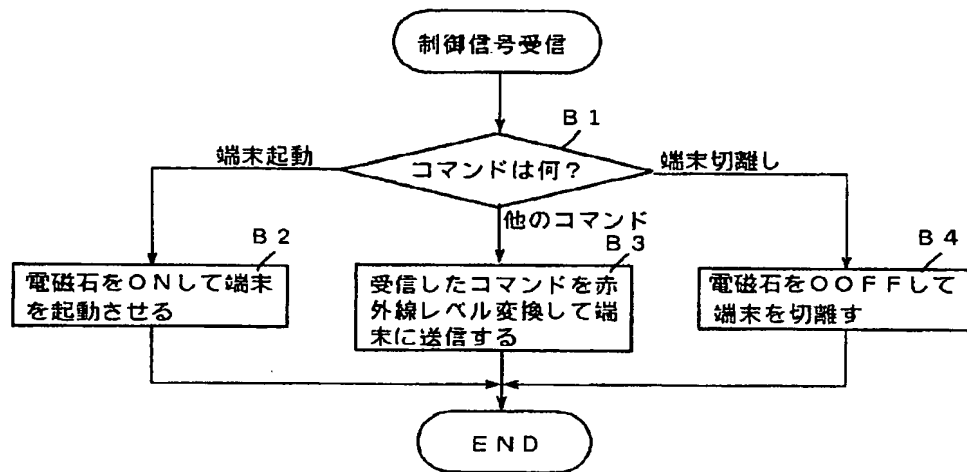 制御信号受信
B1
コマンドは何？
端末起動
端末切離し
他のコマンド
B2
電磁石をONして端末
を起動させる
B3
受信したコマンドを赤
外線レベル変換して端
末に送信する
B4
電磁石をOOFFして
端末を切離す
END